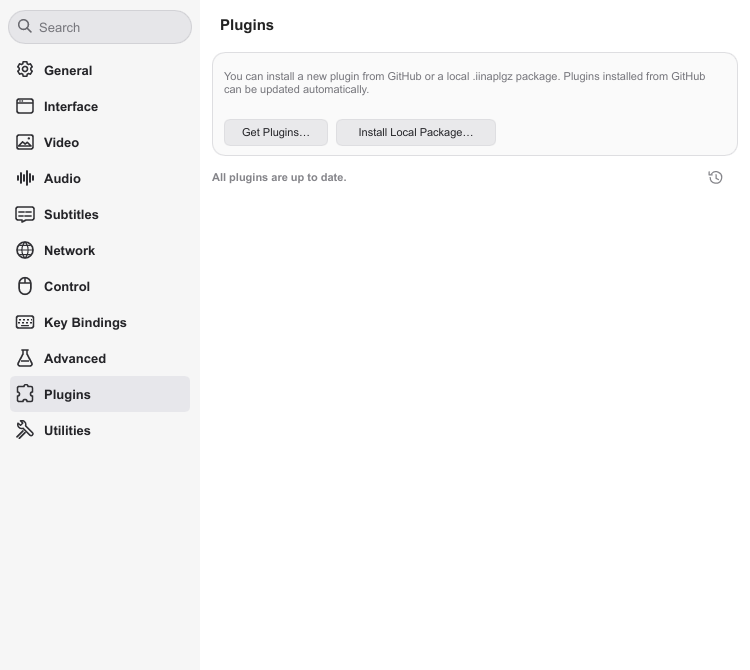 Search
General
Interface
Video
Audio
Subtitles
Network
Control
Key Bindings
Advanced
Plugins
Utilities
Plugins
You can install a new plugin from GitHub or a local .iinaplgz package. Plugins installed from GitHub
can be updated automatically.
Get Plugins…
Install Local Package…
All plugins are up to date.